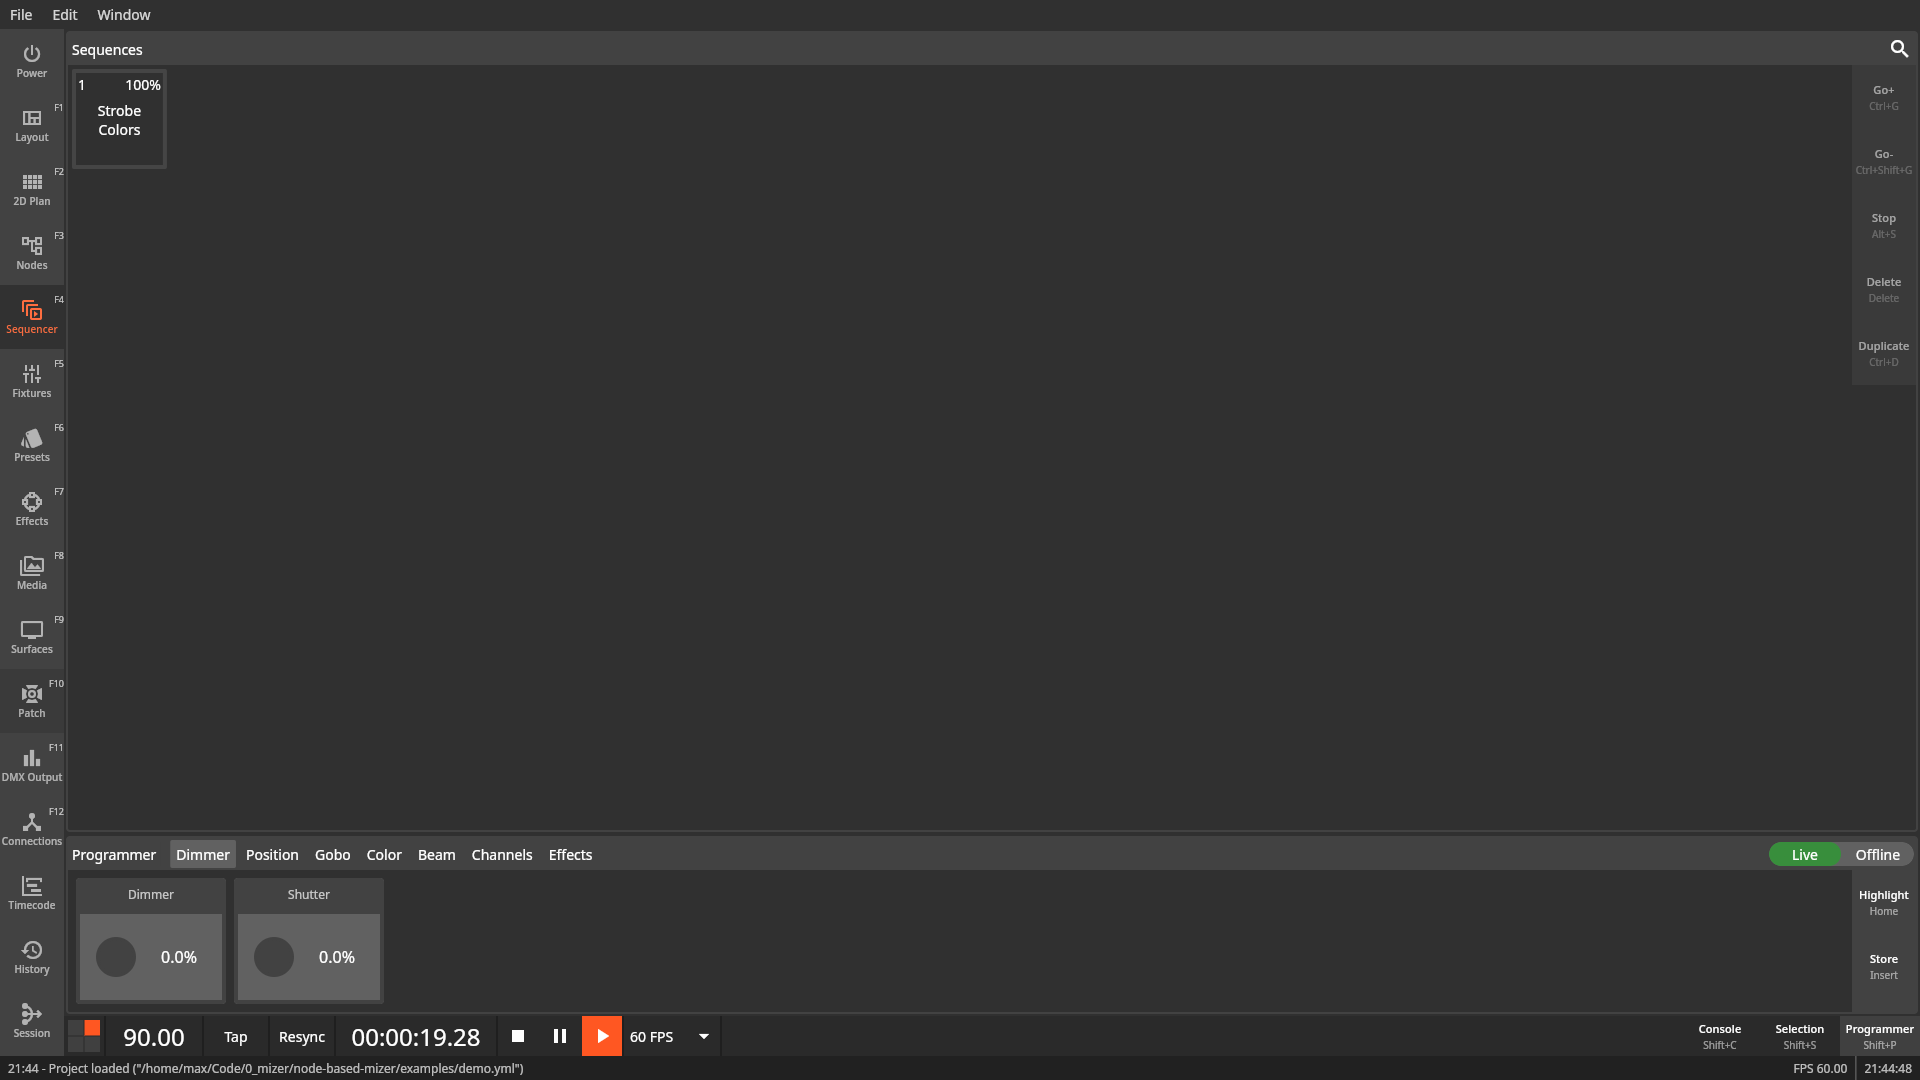 File Edit Window
Sequences
1 100%
Strobe
Colors
Power
F1
Layout
F2
2D Plan
F3
Nodes
F4
Sequencer
F5
Fixtures
F6
Presets
F7
Effects
F8
Media
F9
Surfaces
F10
Patch
F11
DMX Output
F12
Connections
Timecode
History
Session
Go+
Ctrl+G
Go-
Ctrl+Shift+G
Stop
Alt+S
Delete
Delete
Duplicate
Ctrl+D
Programmer Dimmer Position Gobo Color Beam Channels Effects Live Offline
Dimmer Shutter
0.0% 0.0%
Highlight
Home
Store
Insert
90.00 Tap Resync 00:00:19.28 60 FPS
Console Selection Programmer
Shift+C Shift+S Shift+P
21:44 - Project loaded ("/home/max/Code/0_mizer/node-based-mizer/examples/demo.yml") FPS 60.00 21:44:48